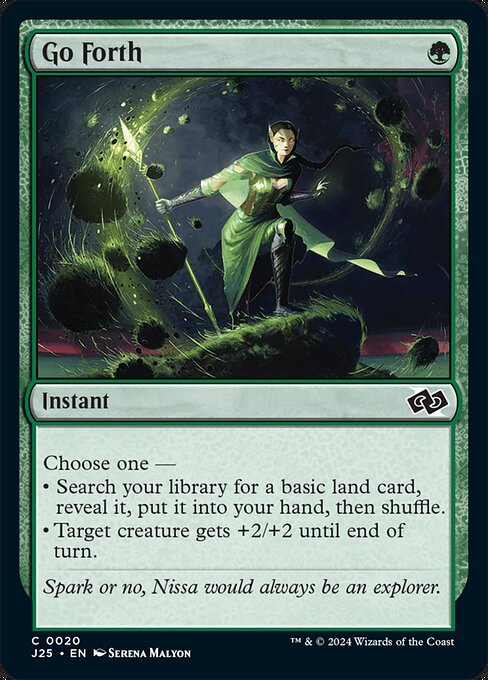 Go Forth
Instant
Choose one —
• Search your library for a basic land card,
reveal it, put it into your hand, then shuffle.
• Target creature gets +2/+2 until end of
turn.
Spark or no, Nissa would always be an explorer.
C 0020
J25 • EN Serena Malyon
™ & © 2024 Wizards of the Coast